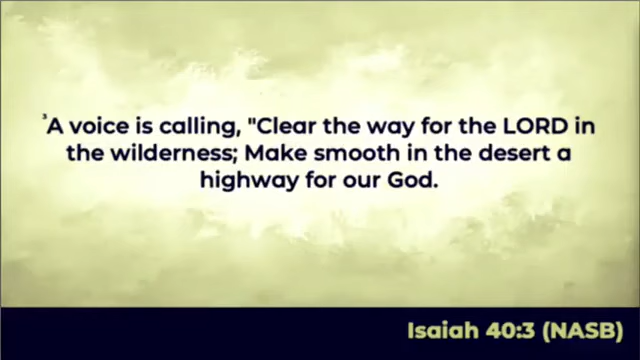 ³A voice is calling, "Clear the way for the LORD in
the wilderness; Make smooth in the desert a
highway for our God.
Isaiah 40:3 (NASB)